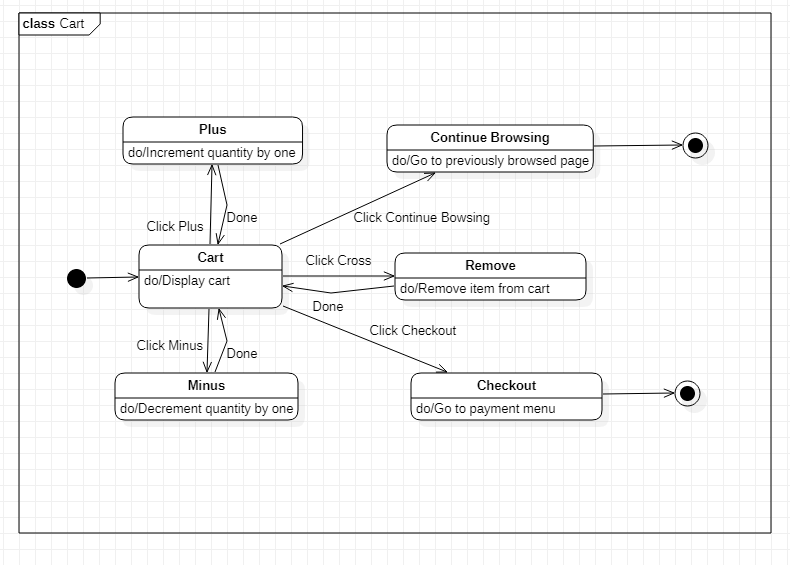 class Cart
Plus
do/Increment quantity by one
Continue Browsing
do/Go to previously browsed page
Click Plus
Done
Click Continue Bowsing
Cart
do/Display cart
Click Cross
Remove
do/Remove item from cart
Done
Click Checkout
Click Minus
Done
Minus
do/Decrement quantity by one
Checkout
do/Go to payment menu